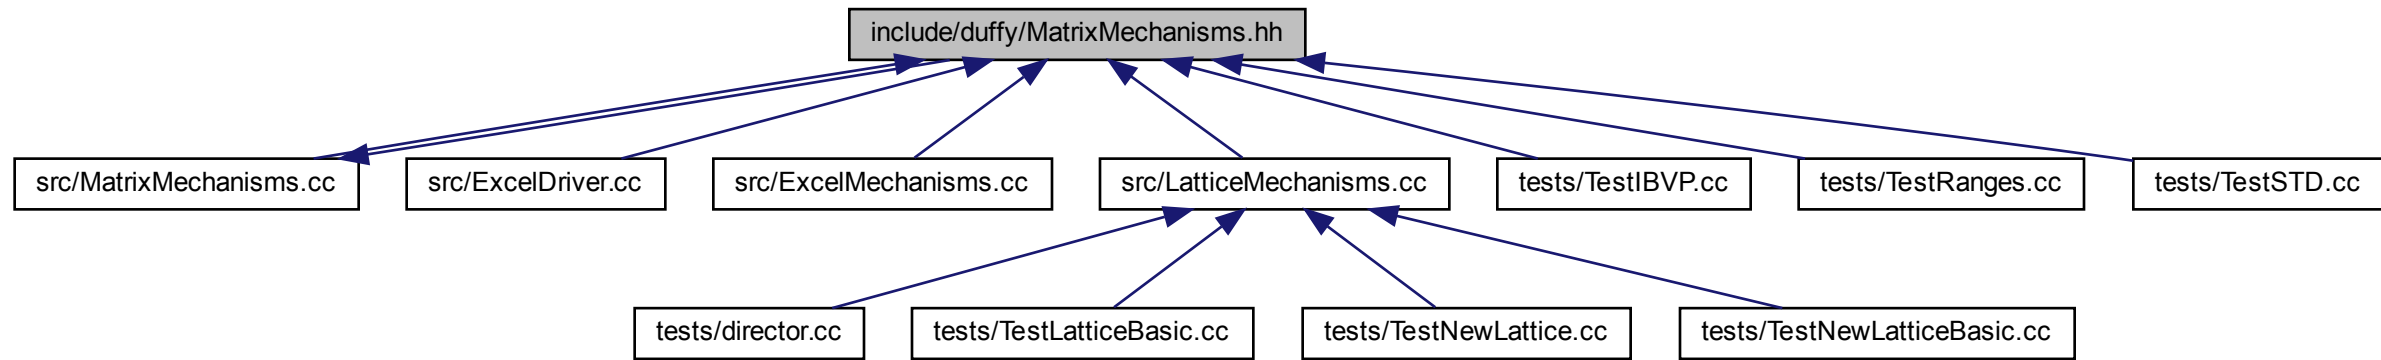 include/duffy/MatrixMechanisms.hh
src/MatrixMechanisms.cc
src/ExcelDriver.cc
src/ExcelMechanisms.cc
src/LatticeMechanisms.cc
tests/TestIBVP.cc
tests/TestRanges.cc
tests/TestSTD.cc
tests/director.cc
tests/TestLatticeBasic.cc
tests/TestNewLattice.cc
tests/TestNewLatticeBasic.cc